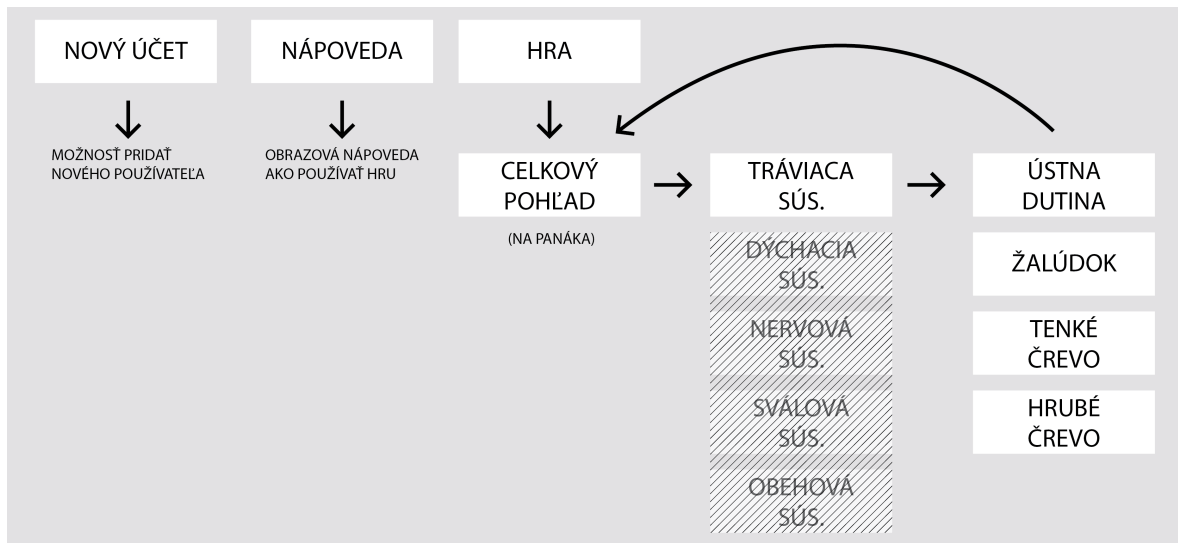 NOVÝ ÚČET
NÁPOVEDA
HRA
MOŽNOSŤ PRIDAŤ
NOVÉHO POUŽÍVATEĽA
OBRAZOVÁ NÁPOVEDA
AKO POUŽÍVAŤ HRU
CELKOVÝ
POHĽAD
(NA PANÁKA)
TRÁVIACA
SÚS.
DÝCHACIA
SÚS.
NERVOVÁ
SÚS.
SVÁLOVÁ
SÚS.
OBEHOVÁ
SÚS.
ÚSTNA
DUTINA
ŽALÚDOK
TENKÉ
ČREVO
HRUBÉ
ČREVO